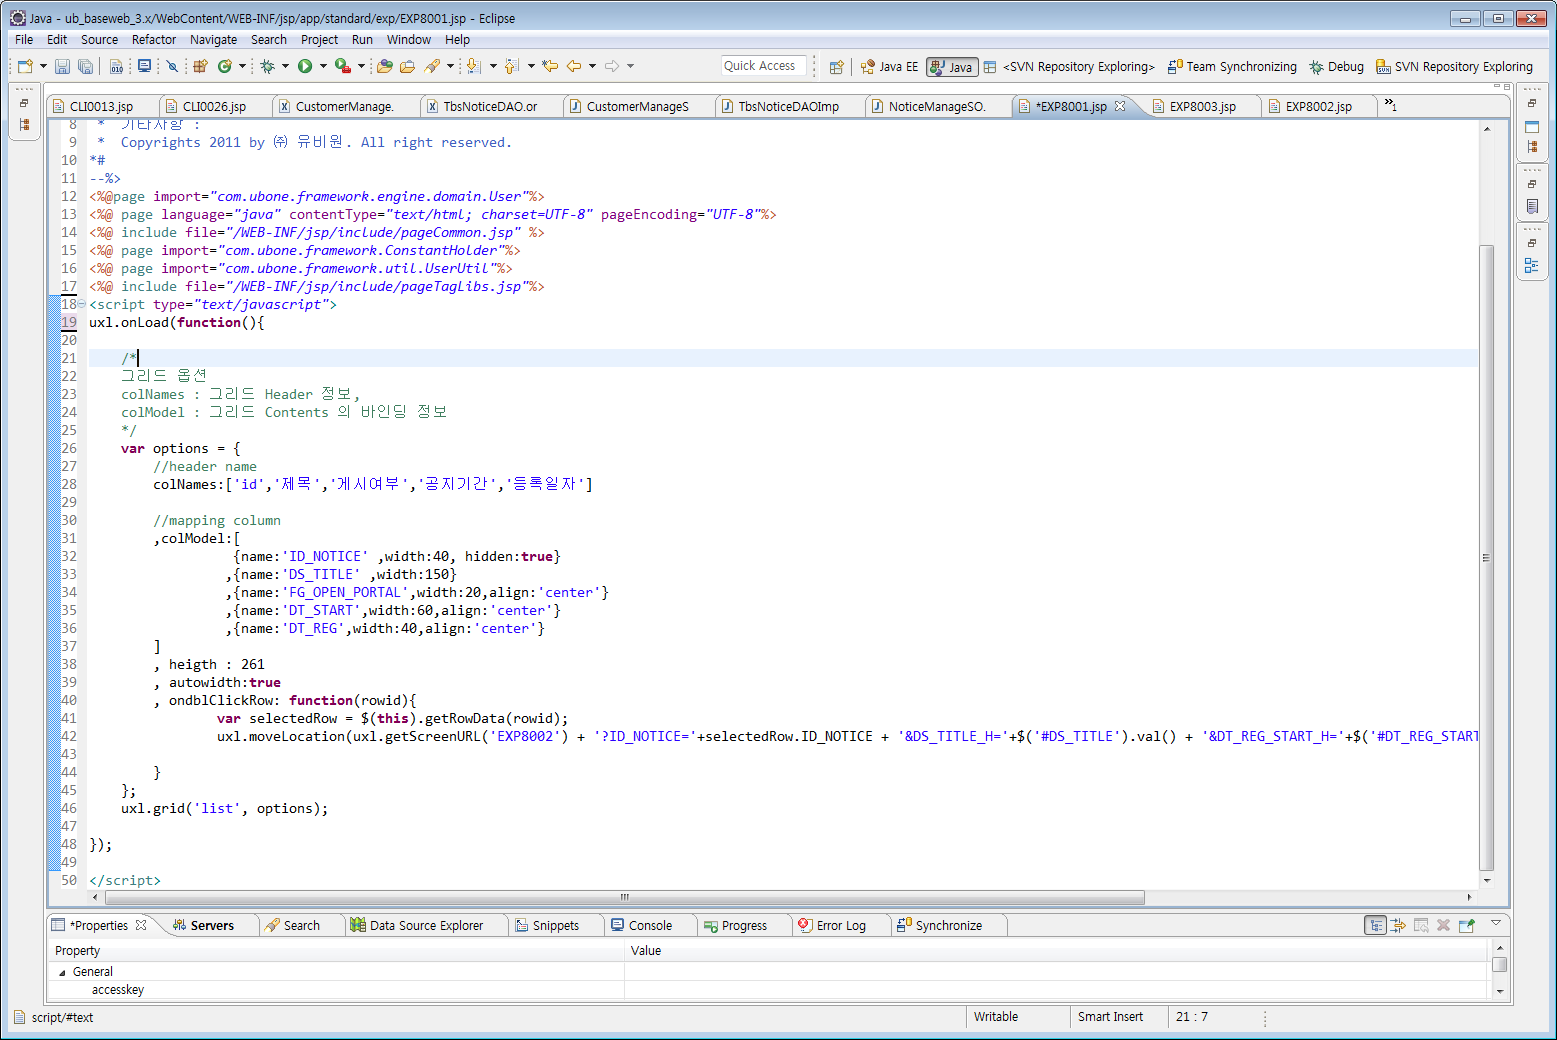 Java - ub_baseweb_3.x/WebContent/WEB-INF/jsp/app/standard/exp/EXP8001.jsp - Eclipse
File Edit Source Refactor Navigate Search Project Run Window Help
Quick Access Java EE Java <SVN Repository Exploring> Team Synchronizing Debug SVN Repository Exploring
CLI0013.jsp CLI0026.jsp CustomerManage. TbsNoticeDAO.or CustomerManageS TbsNoticeDAOImp NoticeManageSO. *EXP8001.jsp EXP8003.jsp EXP8002.jsp »1
8 * 기타사항 :
9 * Copyrights 2011 by ㈜ 유비원. All right reserved.
10 *#
11 --%>
12 <%@page import="com.ubone.framework.engine.domain.User"%>
13 <%@ page language="java" contentType="text/html; charset=UTF-8" pageEncoding="UTF-8"%>
14 <%@ include file="/WEB-INF/jsp/include/pageCommon.jsp" %>
15 <%@ page import="com.ubone.framework.ConstantHolder"%>
16 <%@ page import="com.ubone.framework.util.UserUtil"%>
17 <%@ include file="/WEB-INF/jsp/include/pageTagLibs.jsp"%>
18 <script type="text/javascript">
19 uxl.onLoad(function(){
20
21 /*
22 그리드 옵션
23 colNames : 그리드 Header 정보,
24 colModel : 그리드 Contents 의 바인딩 정보
25 */
26 var options = {
27 //header name
28 colNames:['id','제목','게시여부','공지기간','등록일자']
29
30 //mapping column
31 ,colModel:[
32 {name:'ID_NOTICE' ,width:40, hidden:true}
33 ,{name:'DS_TITLE' ,width:150}
34 ,{name:'FG_OPEN_PORTAL',width:20,align:'center'}
35 ,{name:'DT_START',width:60,align:'center'}
36 ,{name:'DT_REG',width:40,align:'center'}
37 ]
38 , heigth : 261
39 , autowidth:true
40 , ondblClickRow: function(rowid){
41 var selectedRow = $(this).getRowData(rowid);
42 uxl.moveLocation(uxl.getScreenURL('EXP8002') + '?ID_NOTICE='+selectedRow.ID_NOTICE + '&DS_TITLE_H='+$('#DS_TITLE').val() + '&DT_REG_START_H='+$('#DT_REG_START
43
44 }
45 };
46 uxl.grid('list', options);
47
48 });
49
50 </script>
*Properties Servers Search Data Source Explorer Snippets Console Progress Error Log Synchronize
Property Value
General
accesskey
script/#text Writable Smart Insert 21 : 7